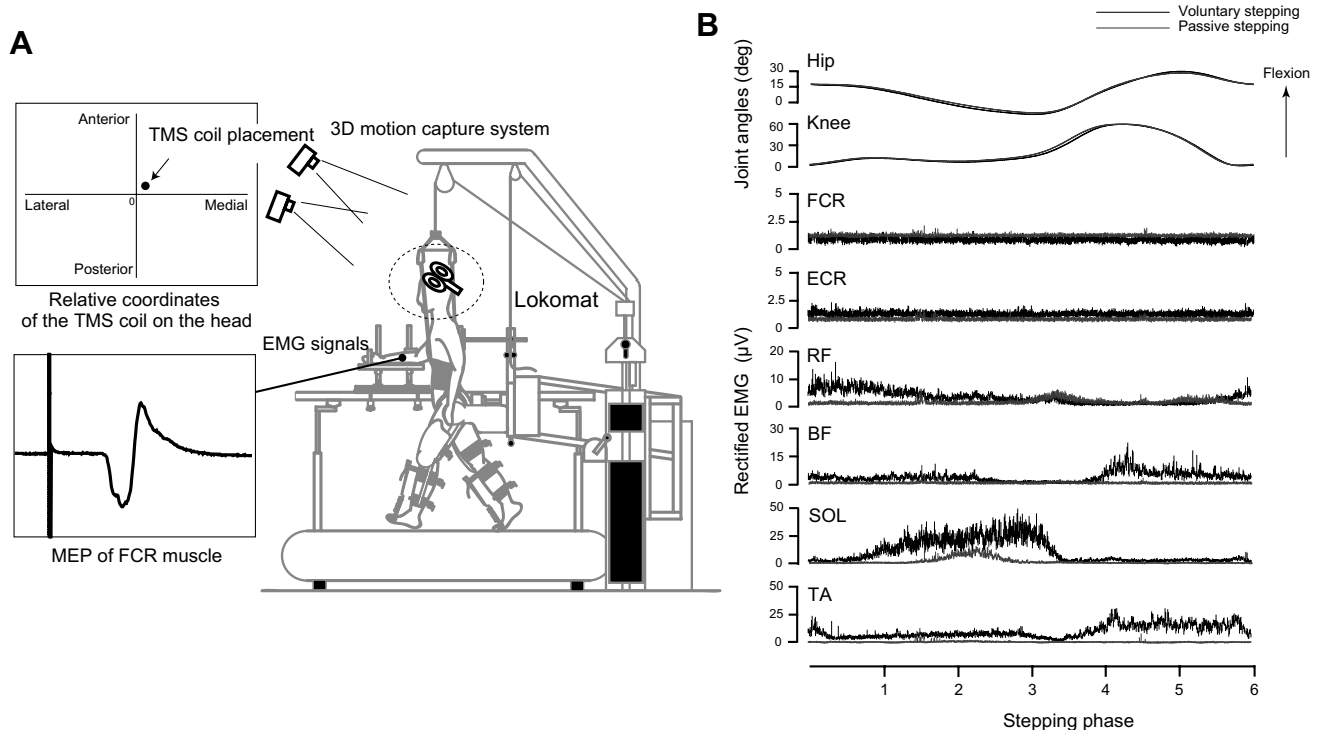 A
Anterior
TMS coil placement
0
Lateral
Medial
Posterior
Relative coordinates
of the TMS coil on the head
3D motion capture system
Lokomat
EMG signals
MEP of FCR muscle
B
Voluntary stepping
Passive stepping
Flexion
Joint angles (deg)
Hip
30
15
0
Knee
60
30
0
Rectified EMG (μV)
FCR
5
2.5
0
ECR
5
2.5
0
RF
20
10
0
BF
30
15
0
SOL
50
25
0
TA
50
25
0
1 2 3 4 5 6
Stepping phase